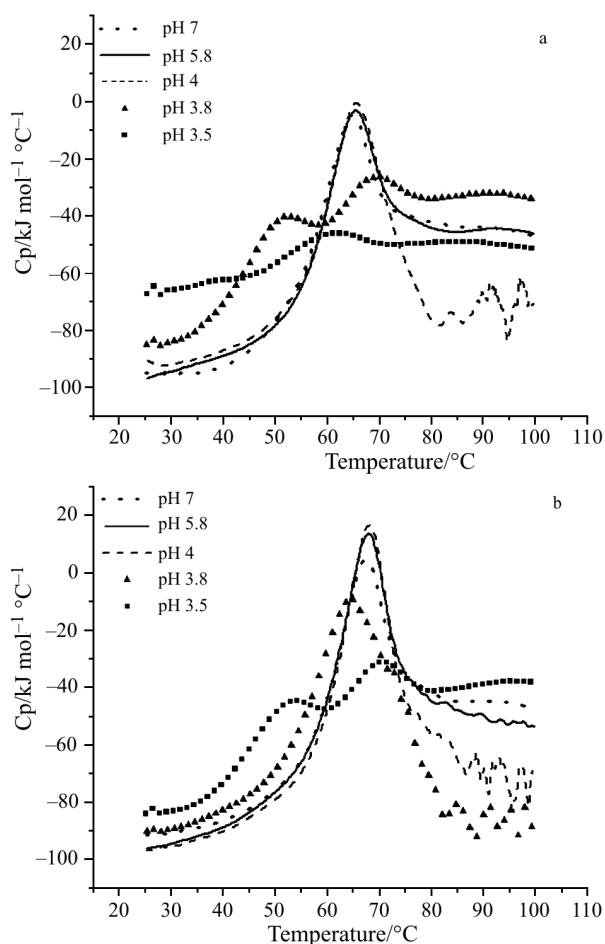 20
0
–20
–40
–60
–80
–100
Cp/kJ mol⁻¹ °C⁻¹
pH 7
pH 5.8
pH 4
pH 3.8
pH 3.5
a
20 30 40 50 60 70 80 90 100 110
Temperature/°C
20
0
–20
–40
–60
–80
–100
Cp/kJ mol⁻¹ °C⁻¹
pH 7
pH 5.8
pH 4
pH 3.8
pH 3.5
b
20 30 40 50 60 70 80 90 100 110
Temperature/°C